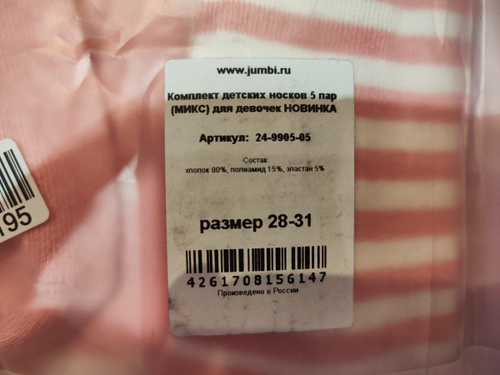 www.jumbi.ru
Комплект детских носков 5 пар
(МИКС) для девочек НОВИНКА
Артикул: 24-9905-05
Состав:
хлопок 80%, полиамид 15%, эластан 5%
размер 28-31
4261708156147
Произведено в России
195